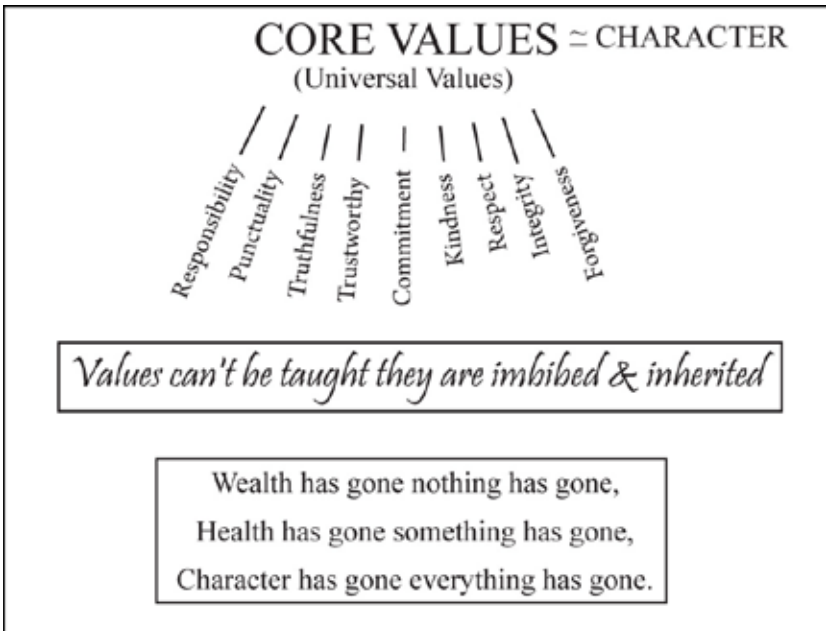 CORE VALUES ≃ CHARACTER
(Universal Values)
Responsibility
Punctuality
Truthfulness
Trustworthy
Commitment
Kindness
Respect
Integrity
Forgiveness
Values can't be taught they are imbibed & inherited
Wealth has gone nothing has gone,
Health has gone something has gone,
Character has gone everything has gone.